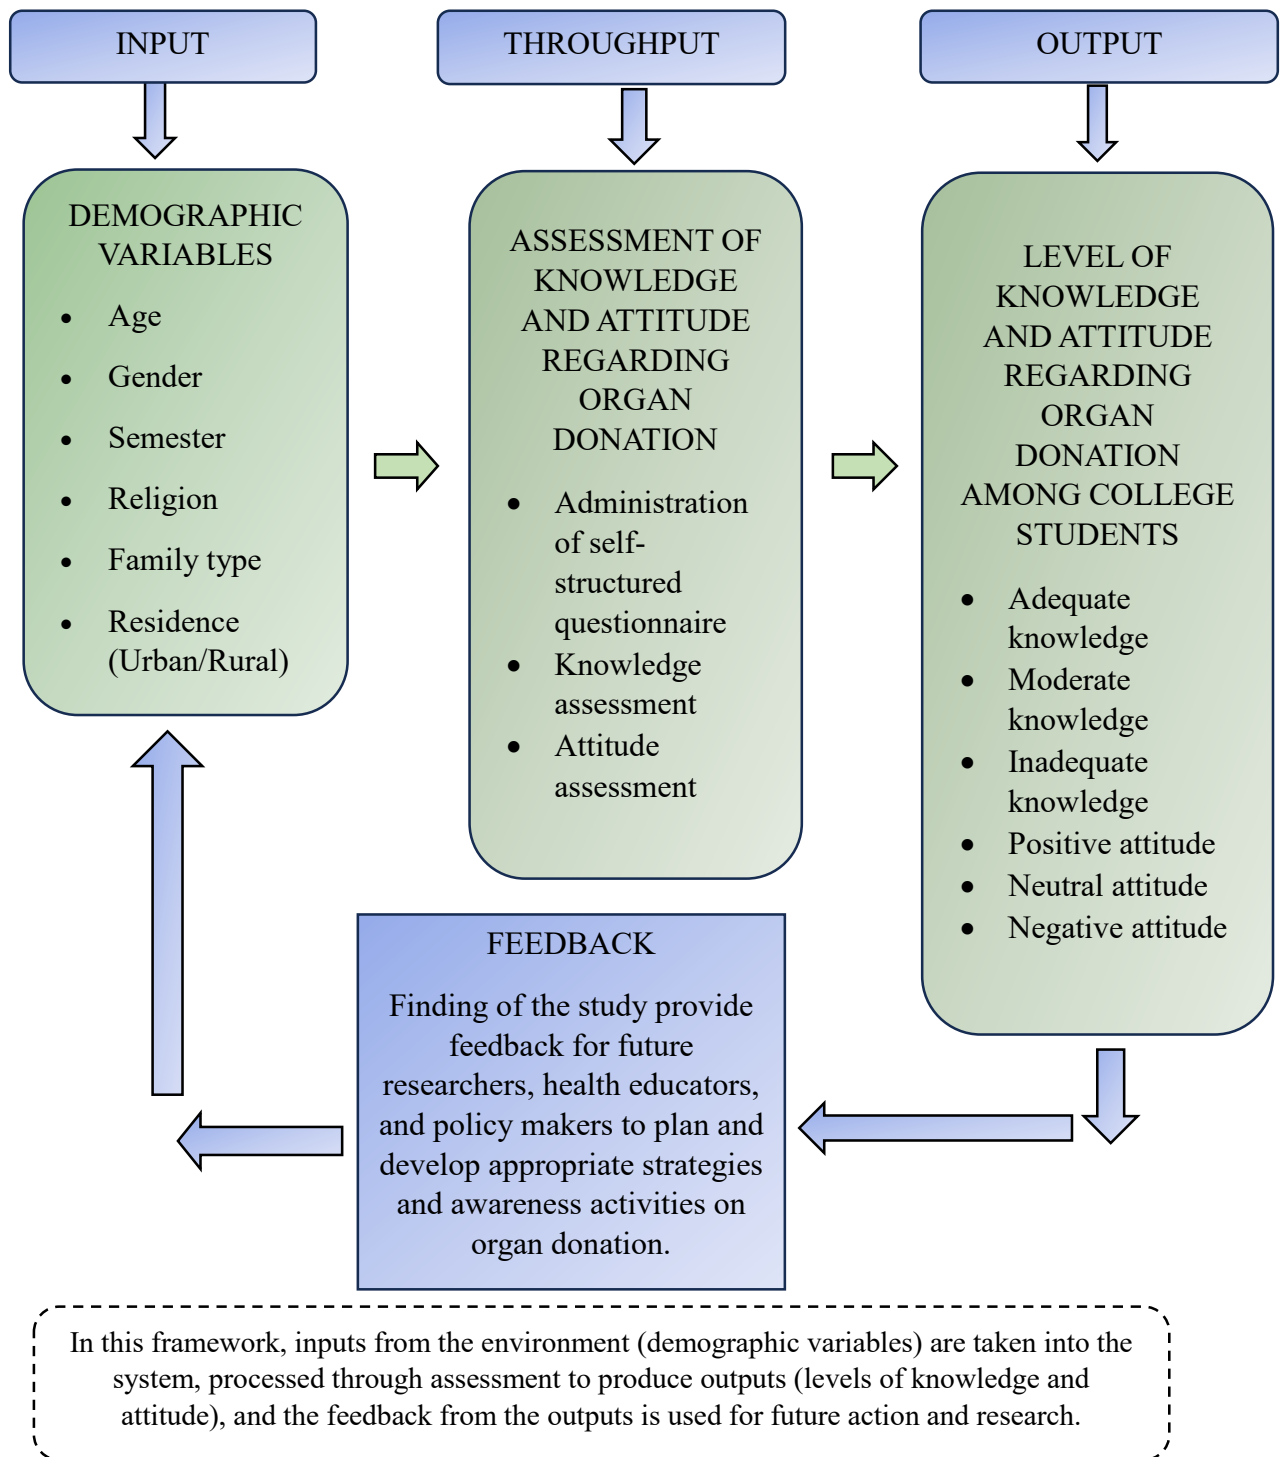 INPUT
THROUGHPUT
OUTPUT
DEMOGRAPHIC
VARIABLES
• Age
• Gender
• Semester
• Religion
• Family type
• Residence
(Urban/Rural)
ASSESSMENT OF
KNOWLEDGE
AND ATTITUDE
REGARDING
ORGAN
DONATION
• Administration
of self-
structured
questionnaire
• Knowledge
assessment
• Attitude
assessment
LEVEL OF
KNOWLEDGE
AND ATTITUDE
REGARDING
ORGAN
DONATION
AMONG COLLEGE
STUDENTS
• Adequate
knowledge
• Moderate
knowledge
• Inadequate
knowledge
• Positive attitude
• Neutral attitude
• Negative attitude
FEEDBACK
Finding of the study provide
feedback for future
researchers, health educators,
and policy makers to plan and
develop appropriate strategies
and awareness activities on
organ donation.
In this framework, inputs from the environment (demographic variables) are taken into the
system, processed through assessment to produce outputs (levels of knowledge and
attitude), and the feedback from the outputs is used for future action and research.